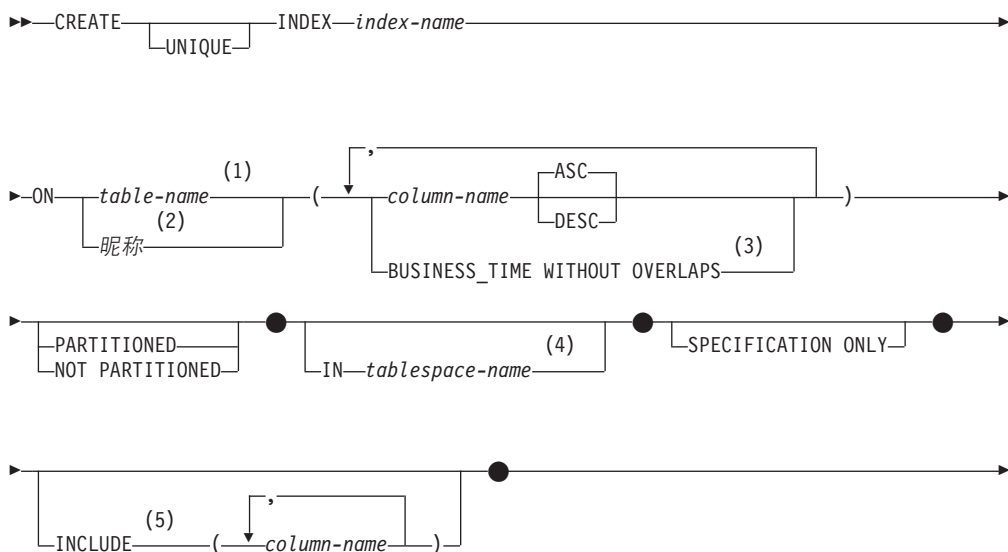 CREATE UNIQUE INDEX index-name
ON table-name (1) ( column-name ASC , )
昵称 (2) DESC
BUSINESS_TIME WITHOUT OVERLAPS (3)
PARTITIONED
NOT PARTITIONED
IN tablespace-name (4)
SPECIFICATION ONLY
INCLUDE (5) ( column-name , )